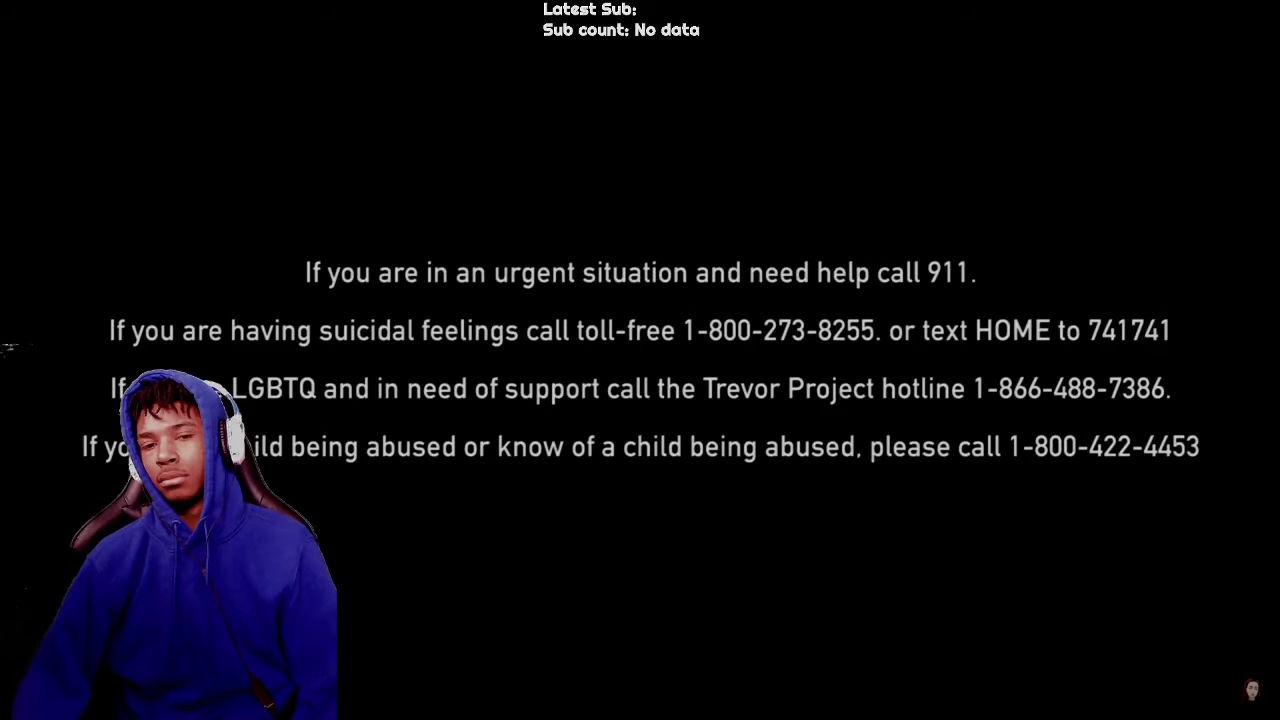 Latest Sub:
Sub count: No data
If you are in an urgent situation and need help call 911.
If you are having suicidal feelings call toll-free 1-800-273-8255. or text HOME to 741741
If LGBTQ and in need of support call the Trevor Project hotline 1-866-488-7386.
If being abused or know of a child being abused, please call 1-800-422-4453